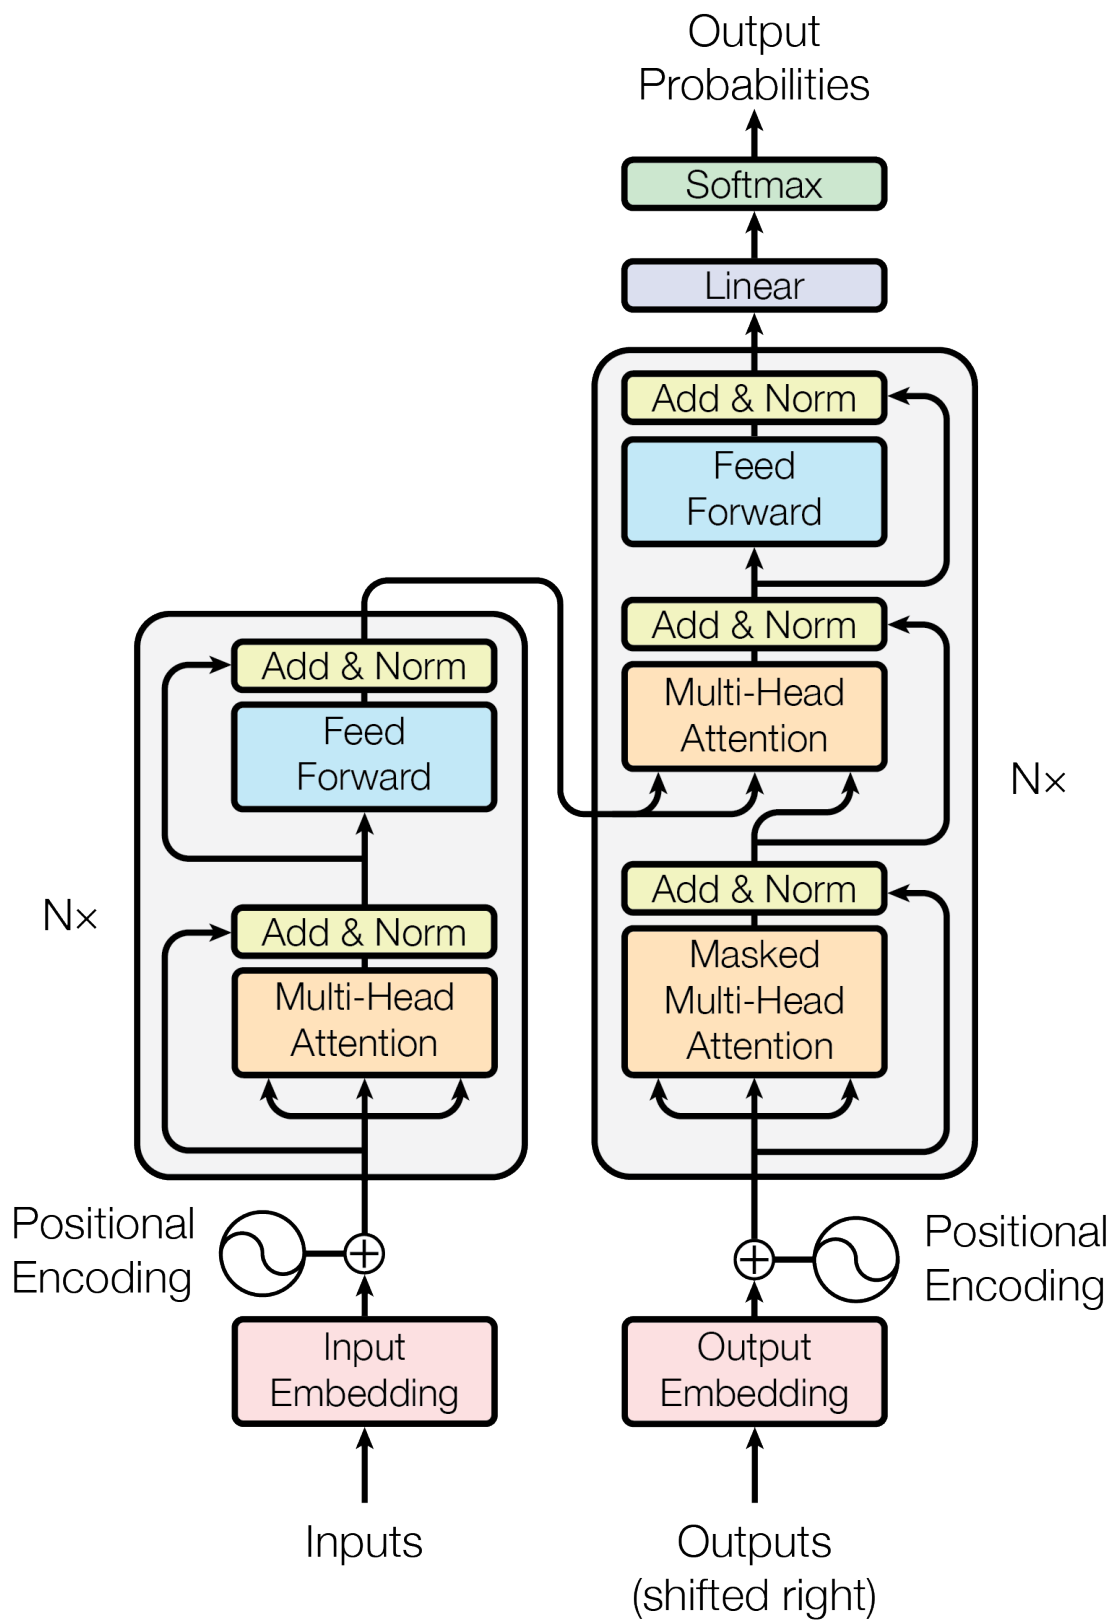 Output
Probabilities
Softmax
Linear
Add & Norm
Feed
Forward
Add & Norm
Multi-Head
Attention
Add & Norm
Masked
Multi-Head
Attention
N×
Add & Norm
Feed
Forward
Add & Norm
Multi-Head
Attention
N×
Positional
Encoding
Positional
Encoding
Input
Embedding
Output
Embedding
Inputs
Outputs
(shifted right)